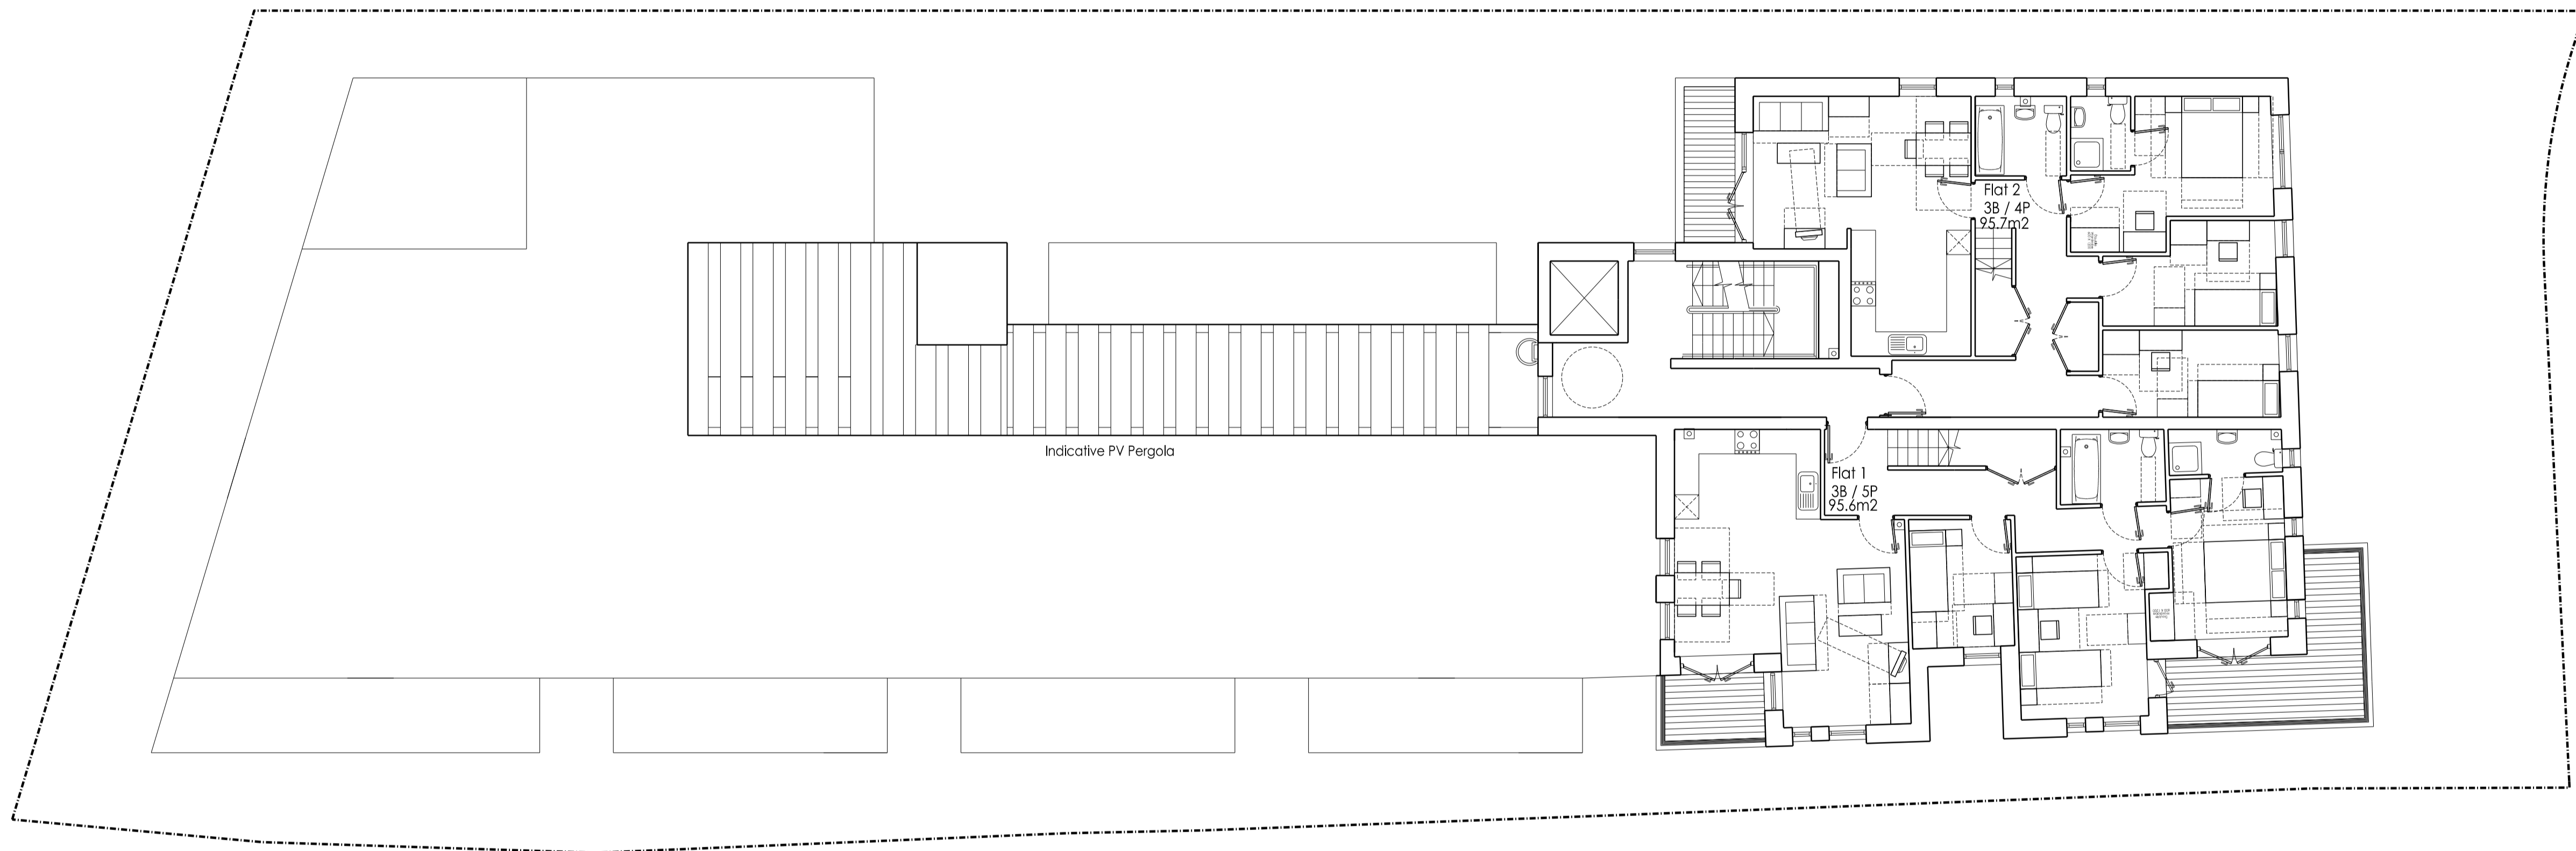 Flat 2
3B / 4P
95.7m2
Indicative PV Pergola
Flat 1
3B / 5P
95.6m2